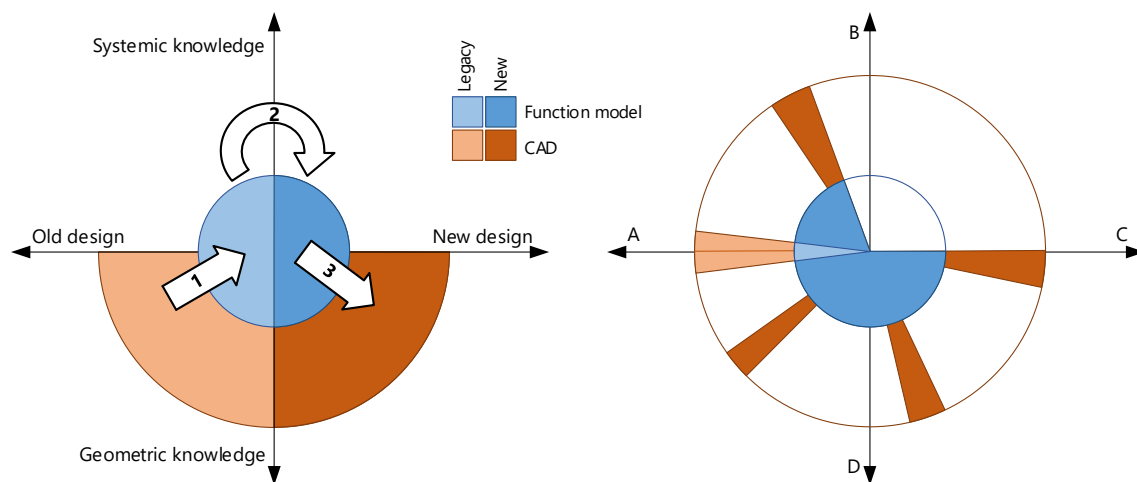 Systemic knowledge
2
Legacy
New
Function model
CAD
Old design
New design
1
3
Geometric knowledge
B
A
C
D